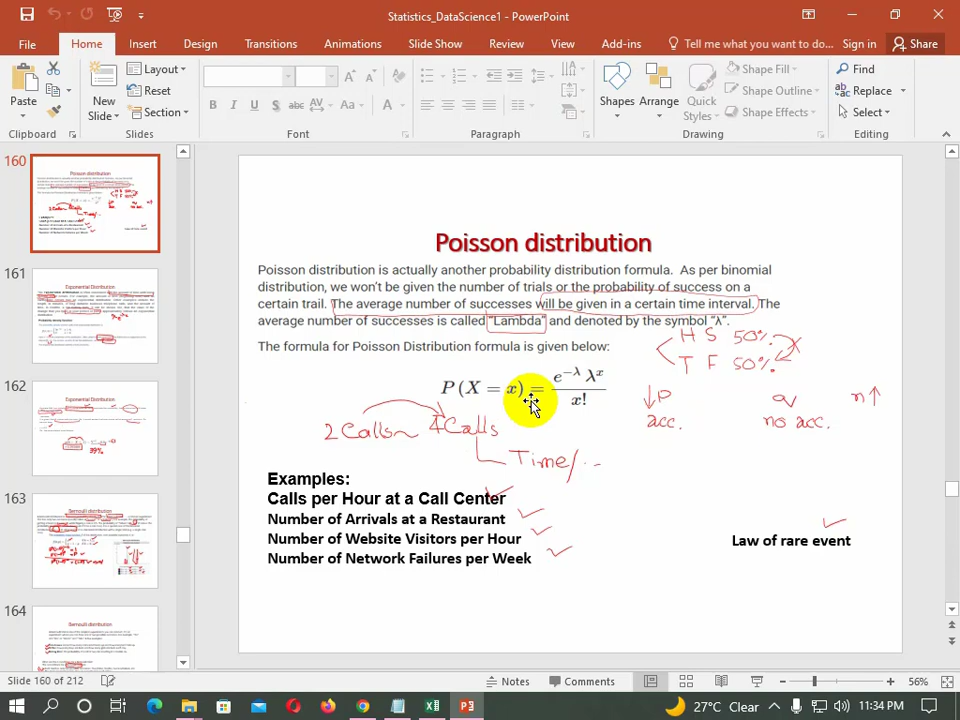 Statistics_DataScience1 - PowerPoint
File Home Insert Design Transitions Animations Slide Show Review View Add-ins Tell me what you want to do... Sign in Share
Paste
Clipboard
New Slide
Layout
Reset
Section
Slides
Font
Paragraph
Shapes
Arrange
Quick Styles
Shape Fill
Shape Outline
Shape Effects
Drawing
Find
Replace
Select
Editing
160
161
162
163
164
Poisson distribution
Poisson distribution is actually another probability distribution formula. As per binomial
distribution, we won't be given the number of trials or the probability of success on a
certain trail. The average number of successes will be given in a certain time interval. The
average number of successes is called "Lambda" and denoted by the symbol "λ".
H S 50%
T F 50%
The formula for Poisson Distribution formula is given below:
P (X = x) = e^{−λ} λ^x / x!
↓P q n↑
acc. no acc.
2 Calls~ 4 Calls
Time/...
Examples:
Calls per Hour at a Call Center
Number of Arrivals at a Restaurant
Number of Website Visitors per Hour
Law of rare event
Number of Network Failures per Week
Slide 160 of 212
Notes
Comments
56%
27°C Clear
11:34 PM